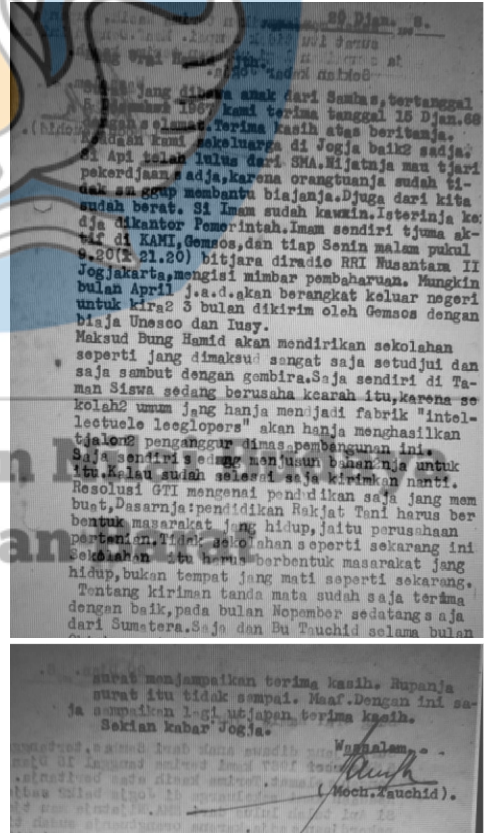 20 Djan. 8.
Jth.
Surat jang dibawa anak dari Sambas, tertanggal
5 1967 kami terima tanggal 15 Djan.68
dengan selamat.Terima kasih atas beritanja.
Keadaan kami sekeluarga di Jogja baik2 sadja.
Si Api telah lulus dari SMA.Nijatnja mau tjari
pekerdjaan sadja,karena orangtuanja sudah ti-
dak sanggup membantu biajanja.Djuga dari kita
sudah berat. Si Imam sudah kawxin.Isterinja ke
dja dikantor Pemerintah.Imam sendiri tjuma ak-
tif di KAMI,Gemsos,dan tiap Senin malam pukul
9.20(2 21.20) bitjara diradio RRI Nusantara II
Jogjakarta,mengisi mimbar pembaharuan. Mungkin
bulan April j.a.d.akan berangkat keluar negeri
untuk kira2 3 bulan dikirim oleh Gemsos dengan
biaja Unesco dan Iusy.
Maksud Bung Hamid akan mendirikan sekolahan
seperti jang dimaksud sangat saja setudjui dan
saja sambut dengan gembira.Saja sendiri di Ta-
man Siswa sedang berusaha kearah itu,karena se
kolah2 umum jang hanja mendjadi fabrik "intel-
lectuele leeglopers" akan hanja menghasilkan
tjalon2 penganggur dimasa pembangunan ini.
Saja sendiri sedang menjusun bahan2nja untuk
itu.Kalau sudah selesai saja kirimkan nanti.
Resolusi GTI mengenai pendidikan saja jang mem
buat,Dasarnja:pendidikan Rakjat Tani harus ber
bentuk masarakat jang hidup,jaitu perusahaan
pertanian.Tidak sekolahan seperti sekarang ini
Sekolahan itu harus berbentuk masarakat jang
hidup,bukan tempat jang mati seperti sekarang.
Tentang kiriman tanda mata sudah saja terima
dengan baik,pada bulan Nopember sedatangs aja
dari Sumatera.Saja dan Bu Tauchid selama bulan
surat menjampaikan terima kasih. Rupanja
surat itu tidak sampai. Maaf.Dengan ini sa-
ja sampaikan lagi utjapan terima kasih.
Sekian kabar Jogja.
Wassalam.
(Moch.Tauchid).